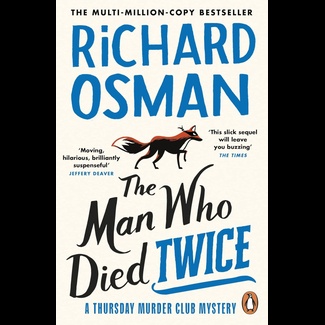 THE MULTI-MILLION-COPY BESTSELLER
RiCHARD
OSMAN
'Moving,
hilarious, brilliantly
suspenseful'
JEFFERY DEAVER
'This slick sequel
will leave
you buzzing'
THE TIMES
The
Man Who
Died TWICE
A THURSDAY MURDER CLUB MYSTERY